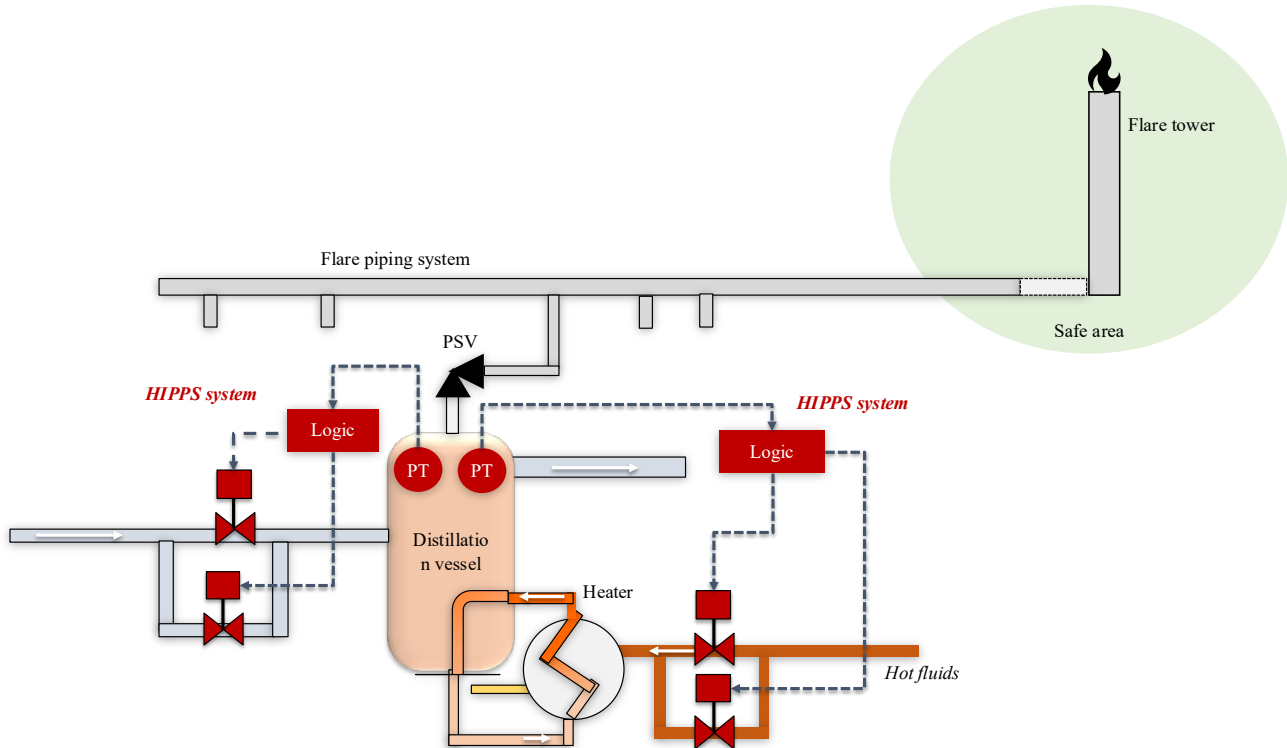 Flare tower
Flare piping system
Safe area
PSV
HIPPS system
HIPPS system
Logic
Logic
PT
PT
Distillatio
n vessel
Heater
Hot fluids